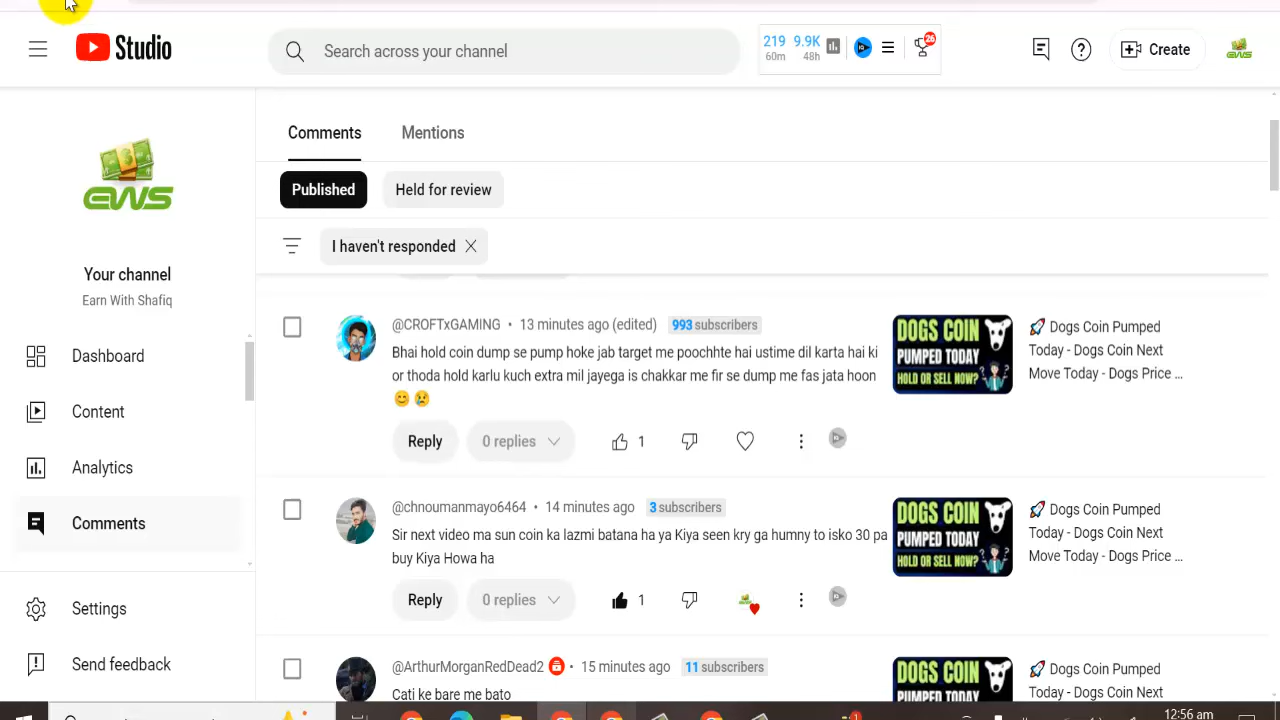 Studio
Search across your channel
219 9.9K
60m 48h
26
Create
GWS
Your channel
Earn With Shafiq
Dashboard
Content
Analytics
Comments
Settings
Send feedback
Comments Mentions
Published Held for review
I haven't responded
@CROFTxGAMING • 13 minutes ago (edited) 993 subscribers
Bhai hold coin dump se pump hoke jab target me poochhte hai ustime dil karta hai ki
or thoda hold karlu kuch extra mil jayega is chakkar me fir se dump me fas jata hoon
😊 😢
Reply 0 replies 1
DOGS COIN
PUMPED TODAY
HOLD OR SELL NOW?
🚀 Dogs Coin Pumped
Today - Dogs Coin Next
Move Today - Dogs Price ...
@chnoumanmayo6464 • 14 minutes ago 3 subscribers
Sir next video ma sun coin ka lazmi batana ha ya Kiya seen kry ga humny to isko 30 pa
buy Kiya Howa ha
Reply 0 replies 1
DOGS COIN
PUMPED TODAY
HOLD OR SELL NOW?
🚀 Dogs Coin Pumped
Today - Dogs Coin Next
Move Today - Dogs Price ...
@ArthurMorganRedDead2 • 15 minutes ago 11 subscribers
Cati ke bare me bato
DOGS COIN
PUMPED TODAY
🚀 Dogs Coin Pumped
Today - Dogs Coin Next
12:56 am